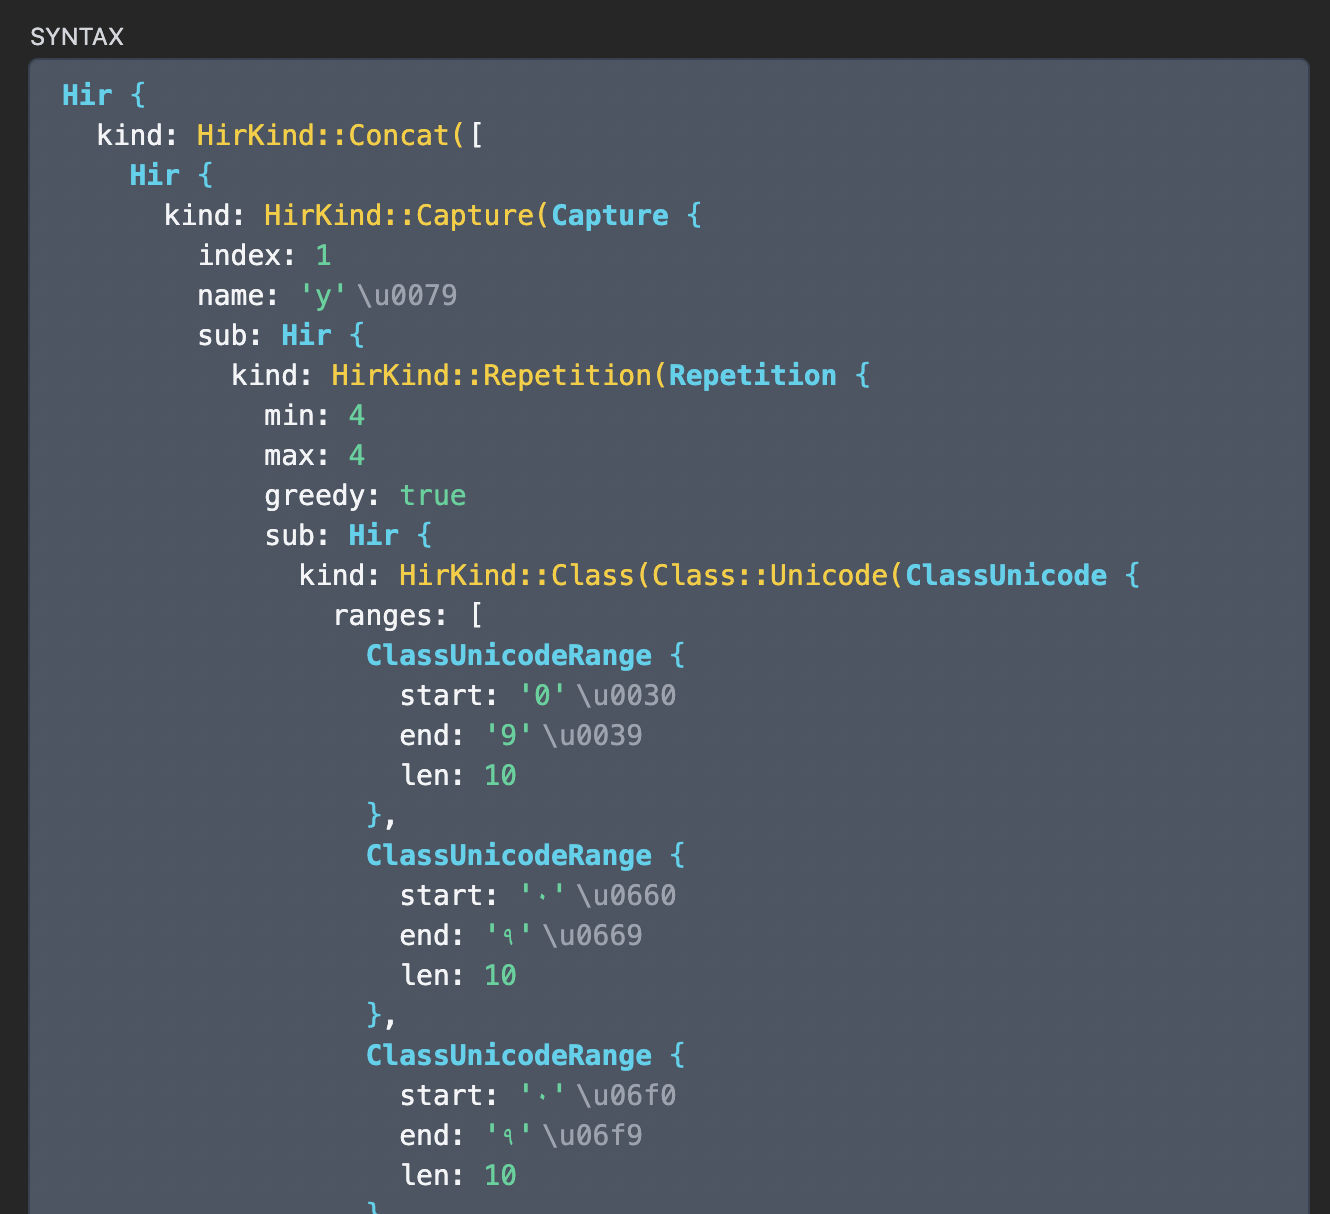 SYNTAX
Hir {
kind: HirKind::Concat([
Hir {
kind: HirKind::Capture(Capture {
index: 1
name: 'y' \u0079
sub: Hir {
kind: HirKind::Repetition(Repetition {
min: 4
max: 4
greedy: true
sub: Hir {
kind: HirKind::Class(Class::Unicode(ClassUnicode {
ranges: [
ClassUnicodeRange {
start: '0' \u0030
end: '9' \u0039
len: 10
},
ClassUnicodeRange {
start: '٠' \u0660
end: '٩' \u0669
len: 10
},
ClassUnicodeRange {
start: '۰' \u06f0
end: '۹' \u06f9
len: 10
}